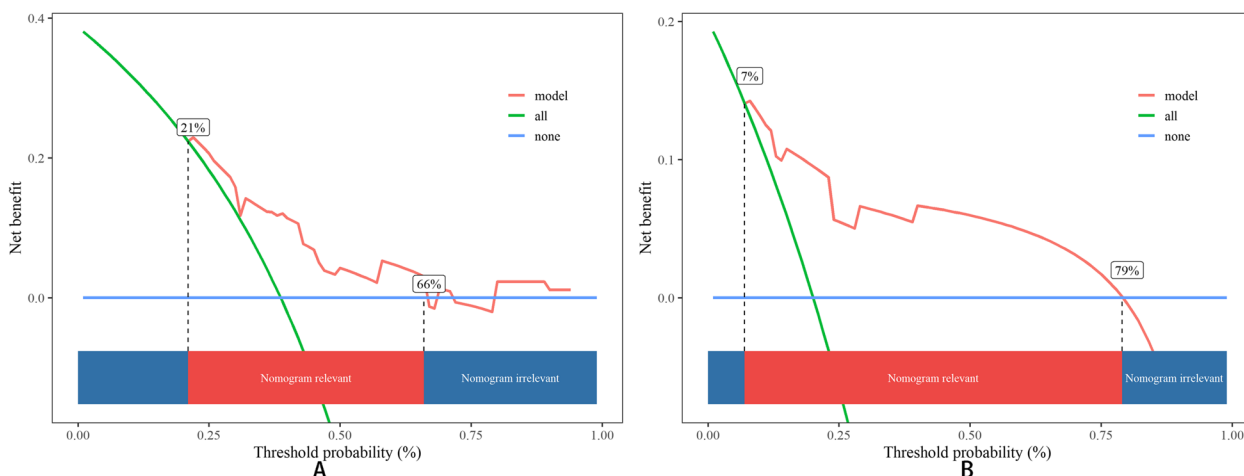 0.4
0.2
0.0
Net benefit
21%
66%
model
all
none
Nomogram relevant
Nomogram irrelevant
0.00
0.25
0.50
0.75
1.00
Threshold probability (%)
A
0.2
0.1
0.0
Net benefit
7%
79%
model
all
none
Nomogram relevant
Nomogram irrelevant
0.00
0.25
0.50
0.75
1.00
Threshold probability (%)
B